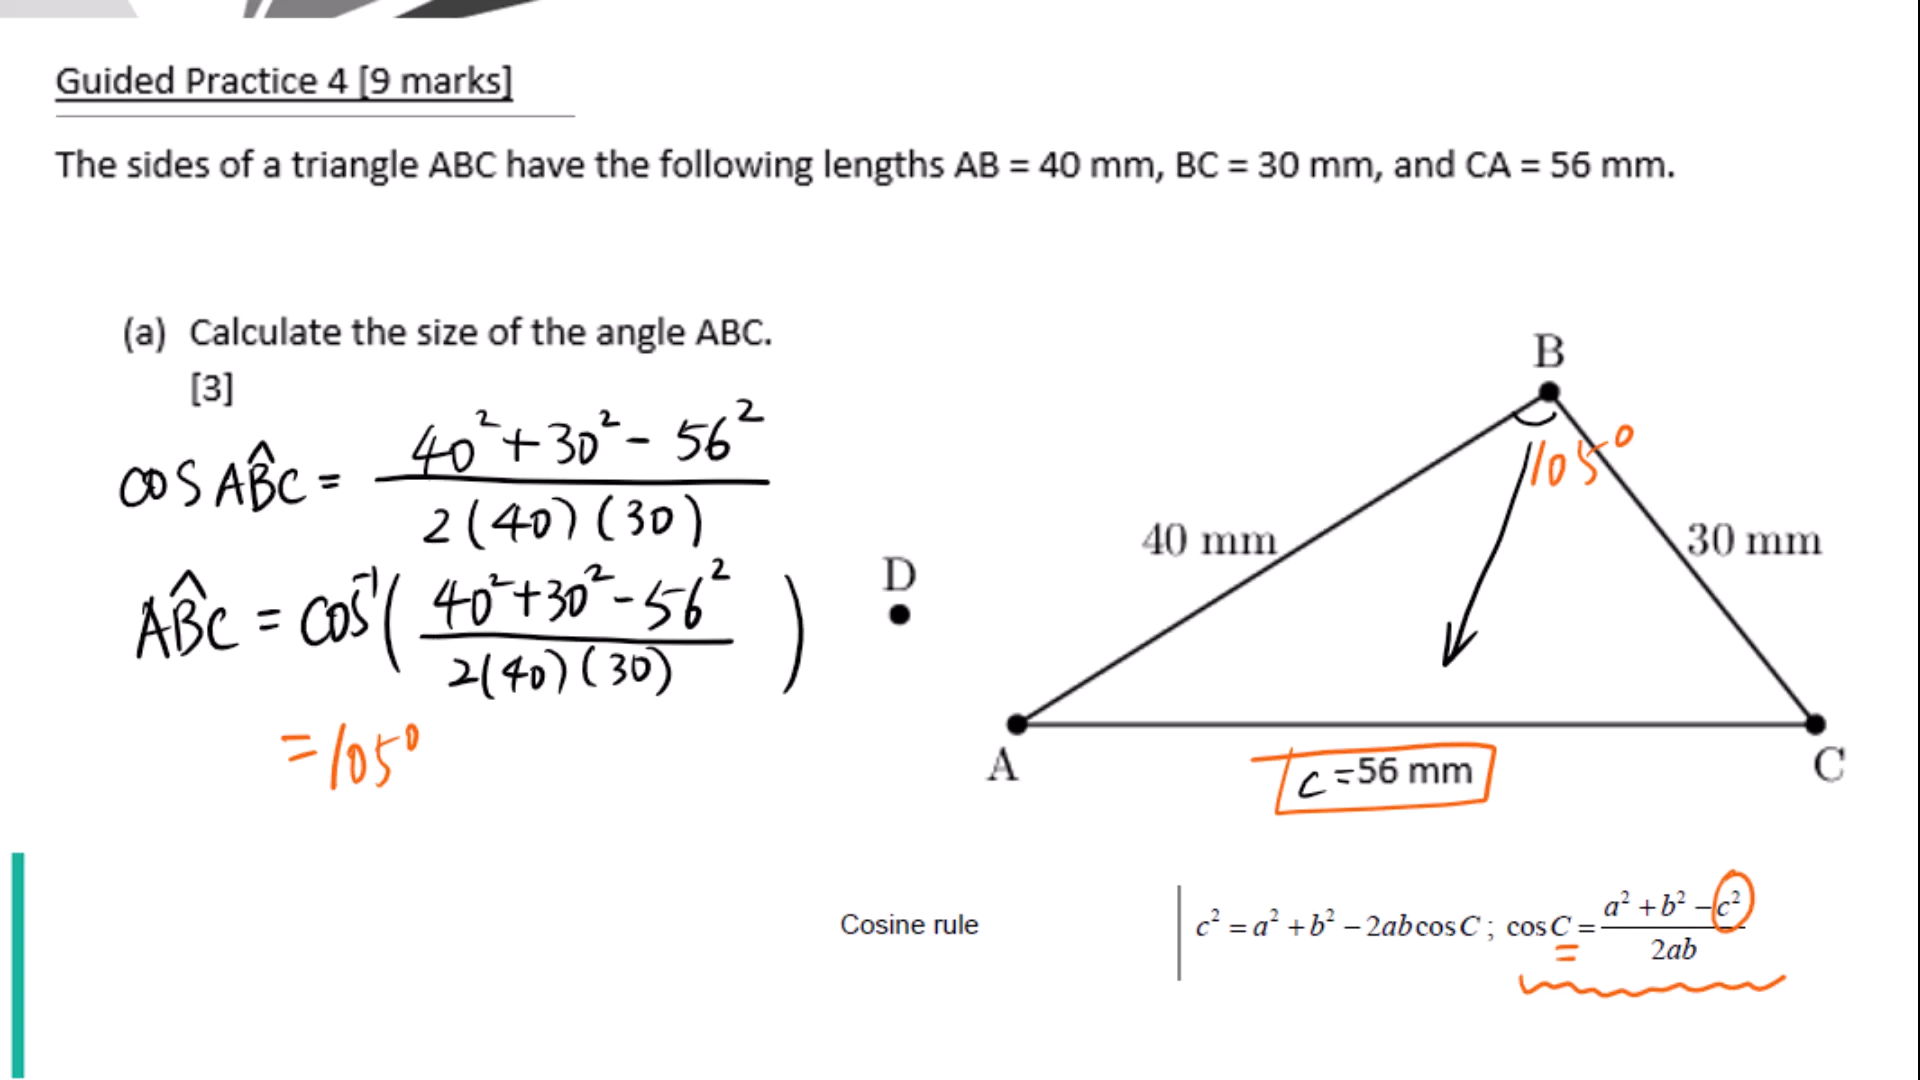 Guided Practice 4 [9 marks]
The sides of a triangle ABC have the following lengths AB = 40 mm, BC = 30 mm, and CA = 56 mm.
(a) Calculate the size of the angle ABC.
[3]
cos AB̂C = (40² + 30² - 56²) / 2(40)(30)
AB̂C = cos⁻¹( (40² + 30² - 56²) / 2(40)(30) )
= 105°
B
105°
40 mm
30 mm
D
A
c = 56 mm
C
Cosine rule
c² = a² + b² − 2ab cos C ; cos C = (a² + b² − c²) / 2ab